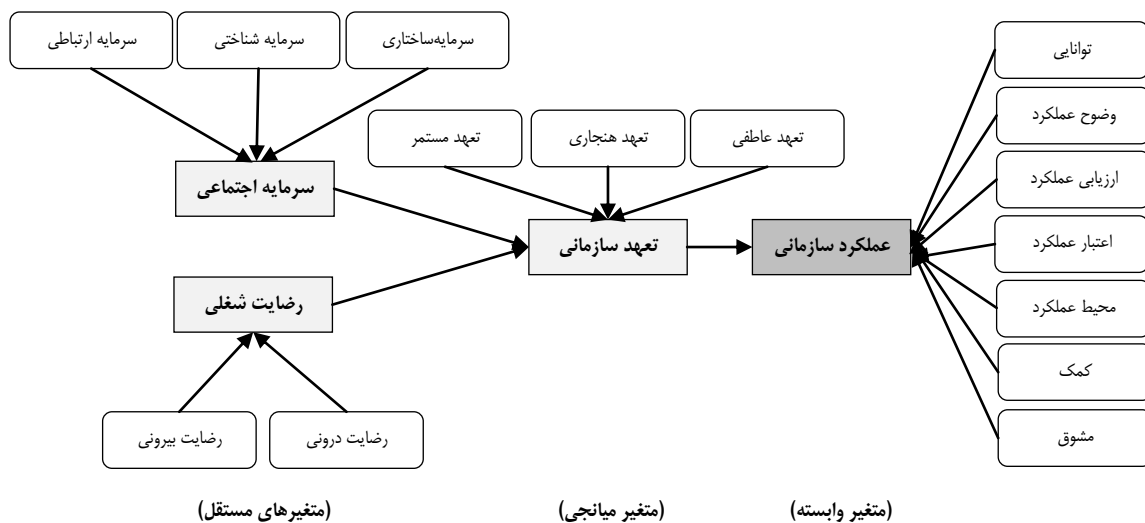 سرمایه‌ساختاری
سرمایه شناختی
سرمایه ارتباطی
سرمایه اجتماعی
رضایت شغلی
رضایت درونی
رضایت بیرونی
تعهد عاطفی
تعهد هنجاری
تعهد مستمر
تعهد سازمانی
عملکرد سازمانی
توانایی
وضوح عملکرد
ارزیابی عملکرد
اعتبار عملکرد
محیط عملکرد
کمک
مشوق
(متغیر وابسته)
(متغیر میانجی)
(متغیرهای مستقل)